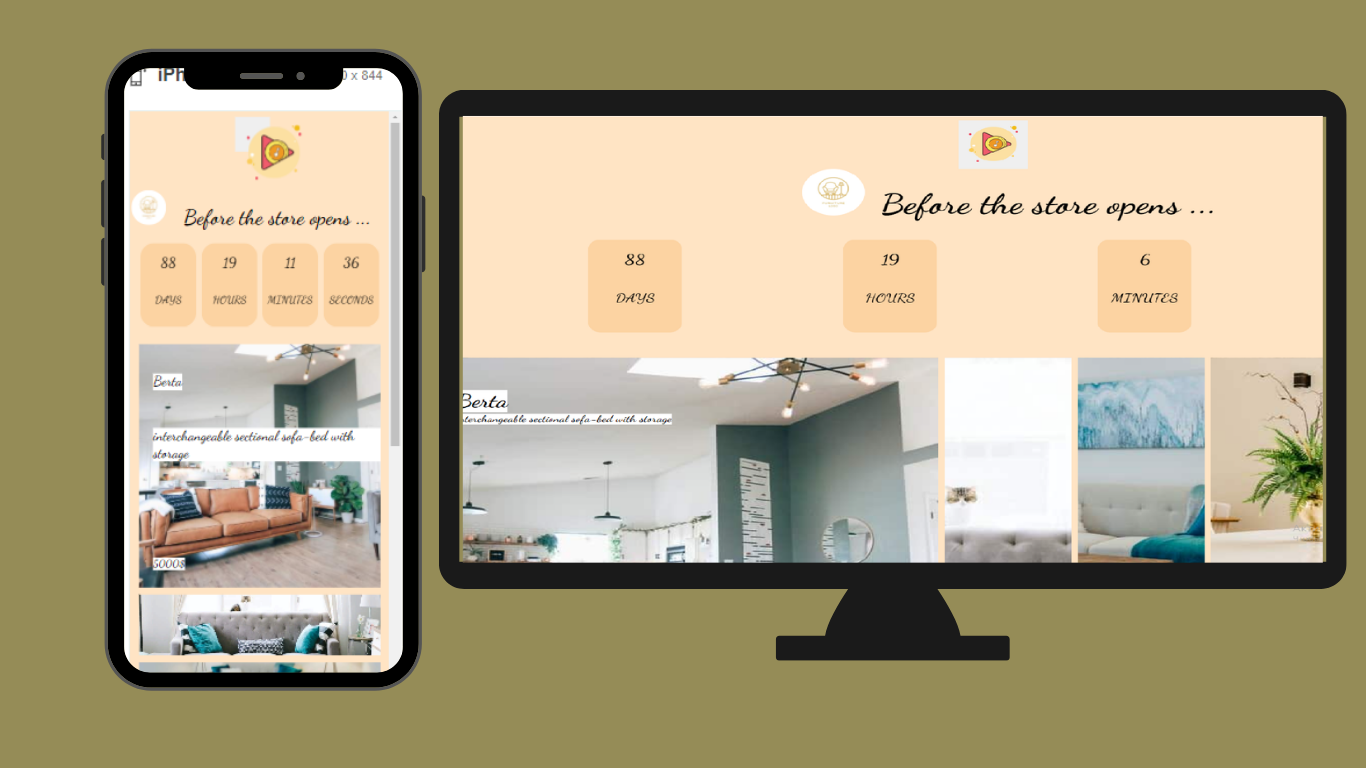 iPh
0 x 844
Before the store opens ...
88
19
11
36
DAYS
HOURS
MINUTES
SECONDS
Berta
interchangeable sectional sofa-bed with
storage
5000$
Before the store opens ...
88
19
6
DAYS
HOURS
MINUTES
Berta
terchangeable sectional sofa-bed with storage